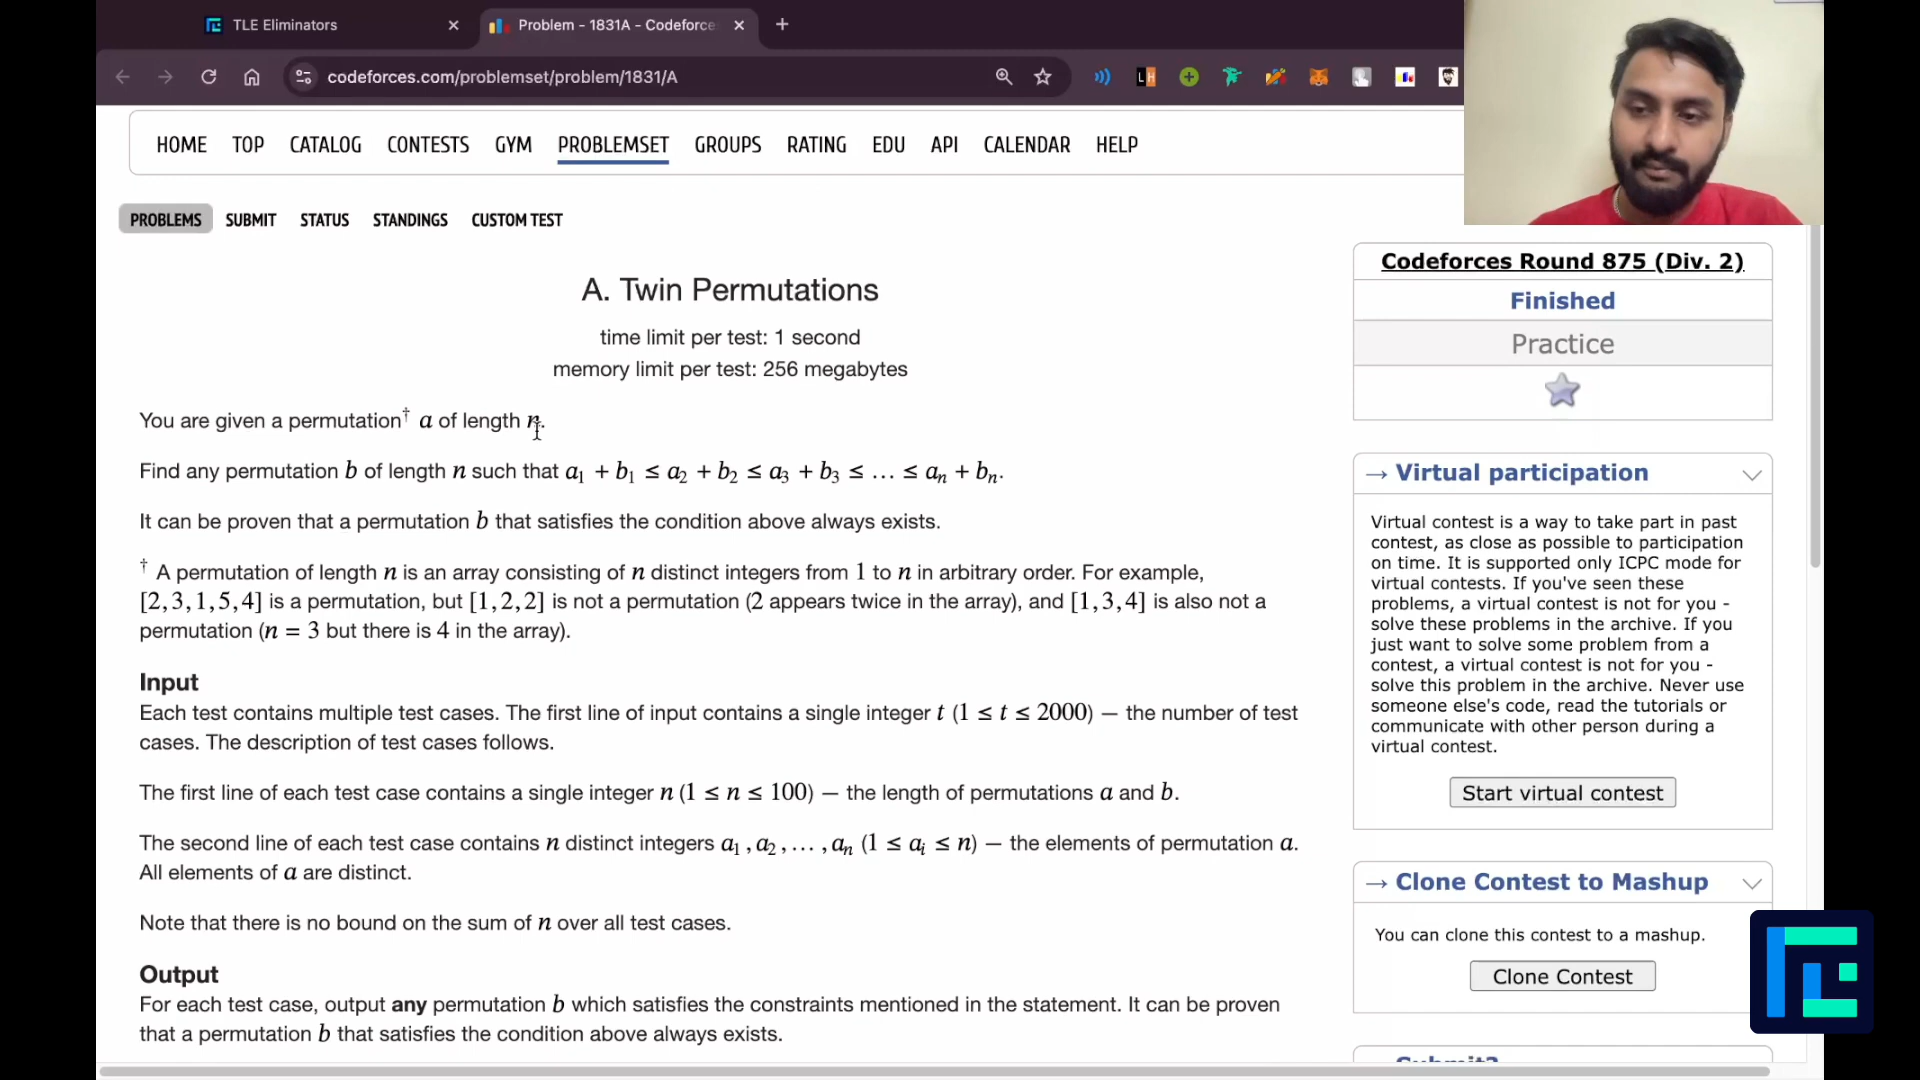 TLE Eliminators
Problem - 1831A - Codeforce
codeforces.com/problemset/problem/1831/A
LH
HOME TOP CATALOG CONTESTS GYM PROBLEMSET GROUPS RATING EDU API CALENDAR HELP
PROBLEMS SUBMIT STATUS STANDINGS CUSTOM TEST
A. Twin Permutations
time limit per test: 1 second
memory limit per test: 256 megabytes
You are given a permutation† a of length n.
Find any permutation b of length n such that a₁ + b₁ ≤ a₂ + b₂ ≤ a₃ + b₃ ≤ … ≤ aₙ + bₙ.
It can be proven that a permutation b that satisfies the condition above always exists.
† A permutation of length n is an array consisting of n distinct integers from 1 to n in arbitrary order. For example,
[2,3,1,5,4] is a permutation, but [1,2,2] is not a permutation (2 appears twice in the array), and [1,3,4] is also not a
permutation (n = 3 but there is 4 in the array).
Input
Each test contains multiple test cases. The first line of input contains a single integer t (1 ≤ t ≤ 2000) — the number of test
cases. The description of test cases follows.
The first line of each test case contains a single integer n (1 ≤ n ≤ 100) — the length of permutations a and b.
The second line of each test case contains n distinct integers a₁,a₂,…,aₙ (1 ≤ aᵢ ≤ n) — the elements of permutation a.
All elements of a are distinct.
Note that there is no bound on the sum of n over all test cases.
Output
For each test case, output any permutation b which satisfies the constraints mentioned in the statement. It can be proven
that a permutation b that satisfies the condition above always exists.
Codeforces Round 875 (Div. 2)
Finished
Practice
→ Virtual participation
Virtual contest is a way to take part in past
contest, as close as possible to participation
on time. It is supported only ICPC mode for
virtual contests. If you've seen these
problems, a virtual contest is not for you -
solve these problems in the archive. If you
just want to solve some problem from a
contest, a virtual contest is not for you -
solve this problem in the archive. Never use
someone else's code, read the tutorials or
communicate with other person during a
virtual contest.
Start virtual contest
→ Clone Contest to Mashup
You can clone this contest to a mashup.
Clone Contest
Submit?